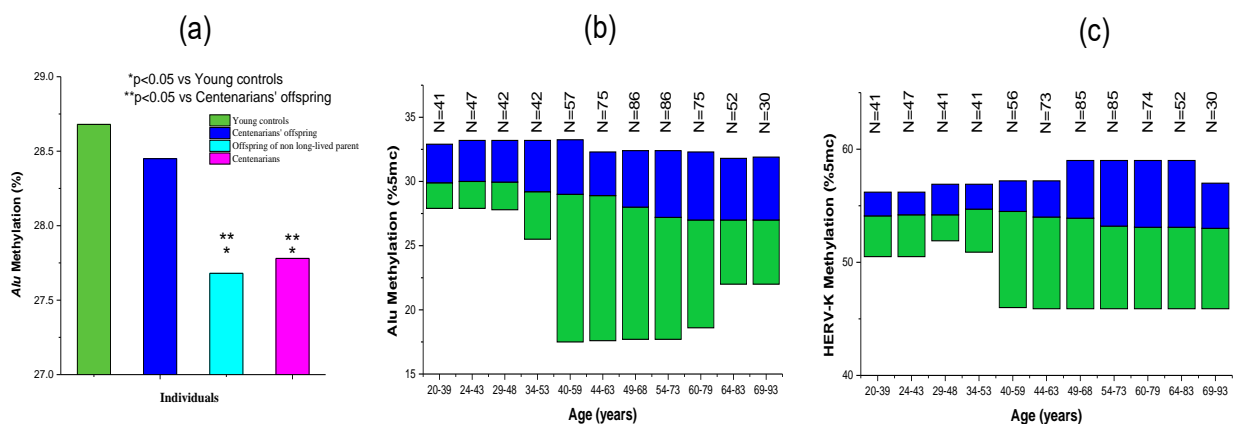 (a)
*p<0.05 vs Young controls
**p<0.05 vs Centenarians' offspring
Young controls
Centenarians' offspring
Offspring of non long-lived parent
Centenarians
Alu Methylation (%)
29.0
28.5
28.0
27.5
27.0
**
*
**
*
Individuals
(b)
N=41
N=47
N=42
N=42
N=57
N=75
N=86
N=86
N=75
N=52
N=30
Alu Methylation (%5mc)
35
30
25
20
15
20-39
24-43
29-48
34-53
40-59
44-63
49-68
54-73
60-79
64-83
69-93
Age (years)
(c)
N=41
N=47
N=41
N=41
N=56
N=73
N=85
N=85
N=74
N=52
N=30
HERV-K Methylation (%5mc)
60
50
40
20-39
24-43
29-48
34-53
40-59
44-63
49-68
54-73
60-79
64-83
69-93
Age (years)